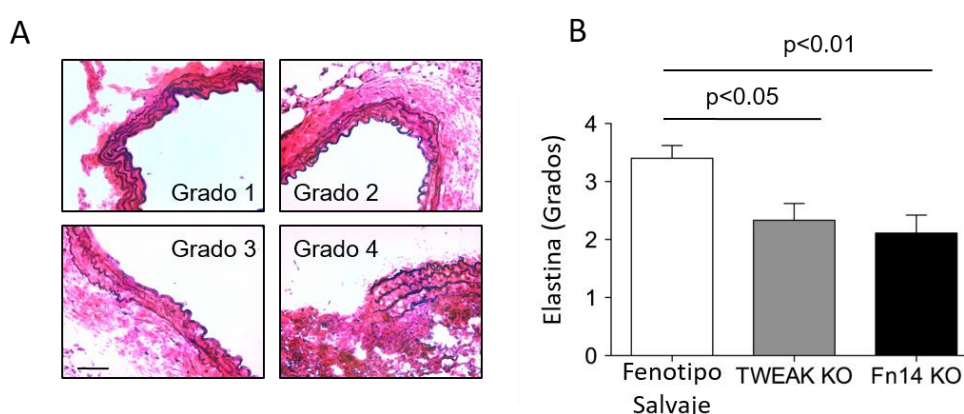 A
Grado 1
Grado 2
Grado 3
Grado 4
B
p<0.01
p<0.05
Elastina (Grados)
4
3
2
1
0
Fenotipo
Salvaje
TWEAK KO
Fn14 KO